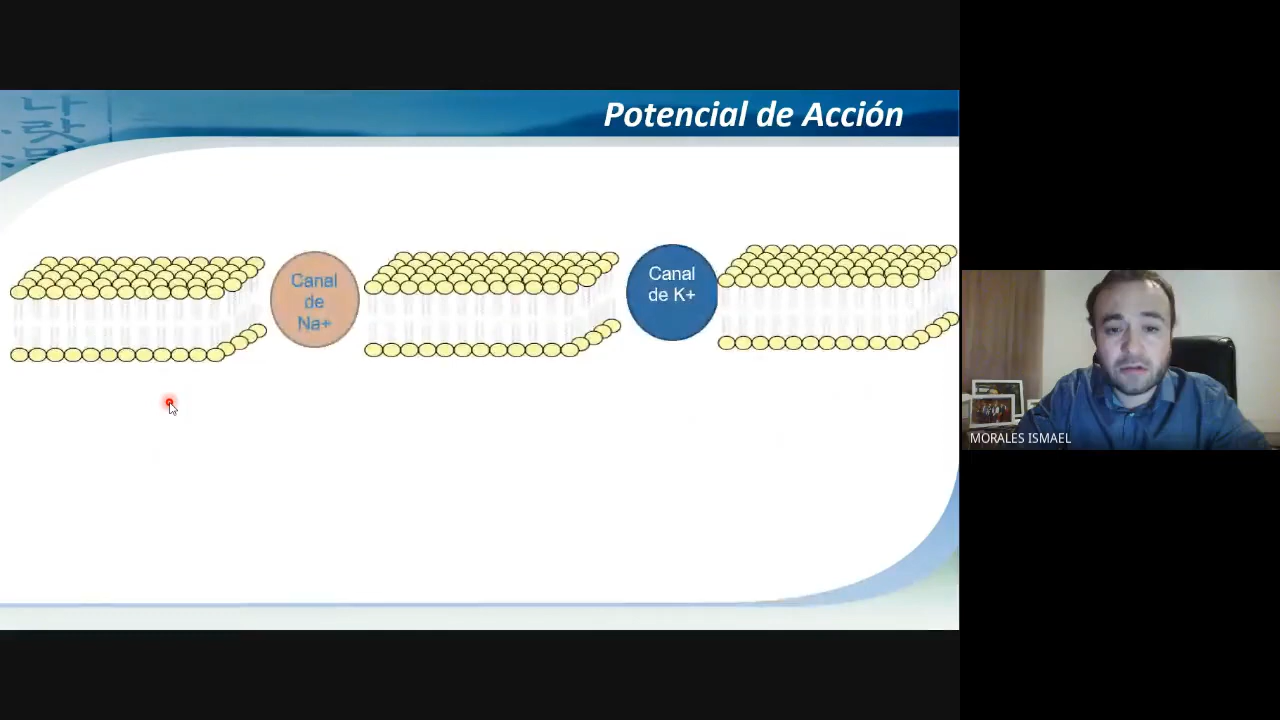 Potencial de Acción
Canal
de
Na+
Canal
de K+
MORALES ISMAEL